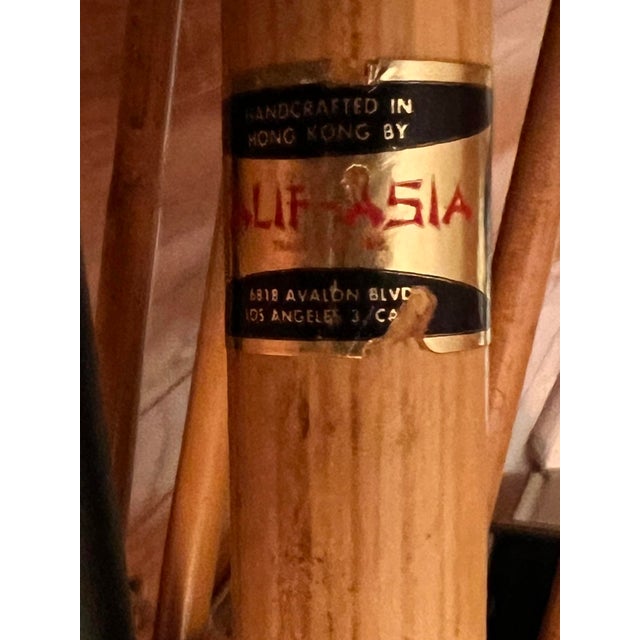 HANDCRAFTED IN
HONG KONG BY
ALIF-ASIA
6818 AVALON BLVD
LOS ANGELES 3, CA